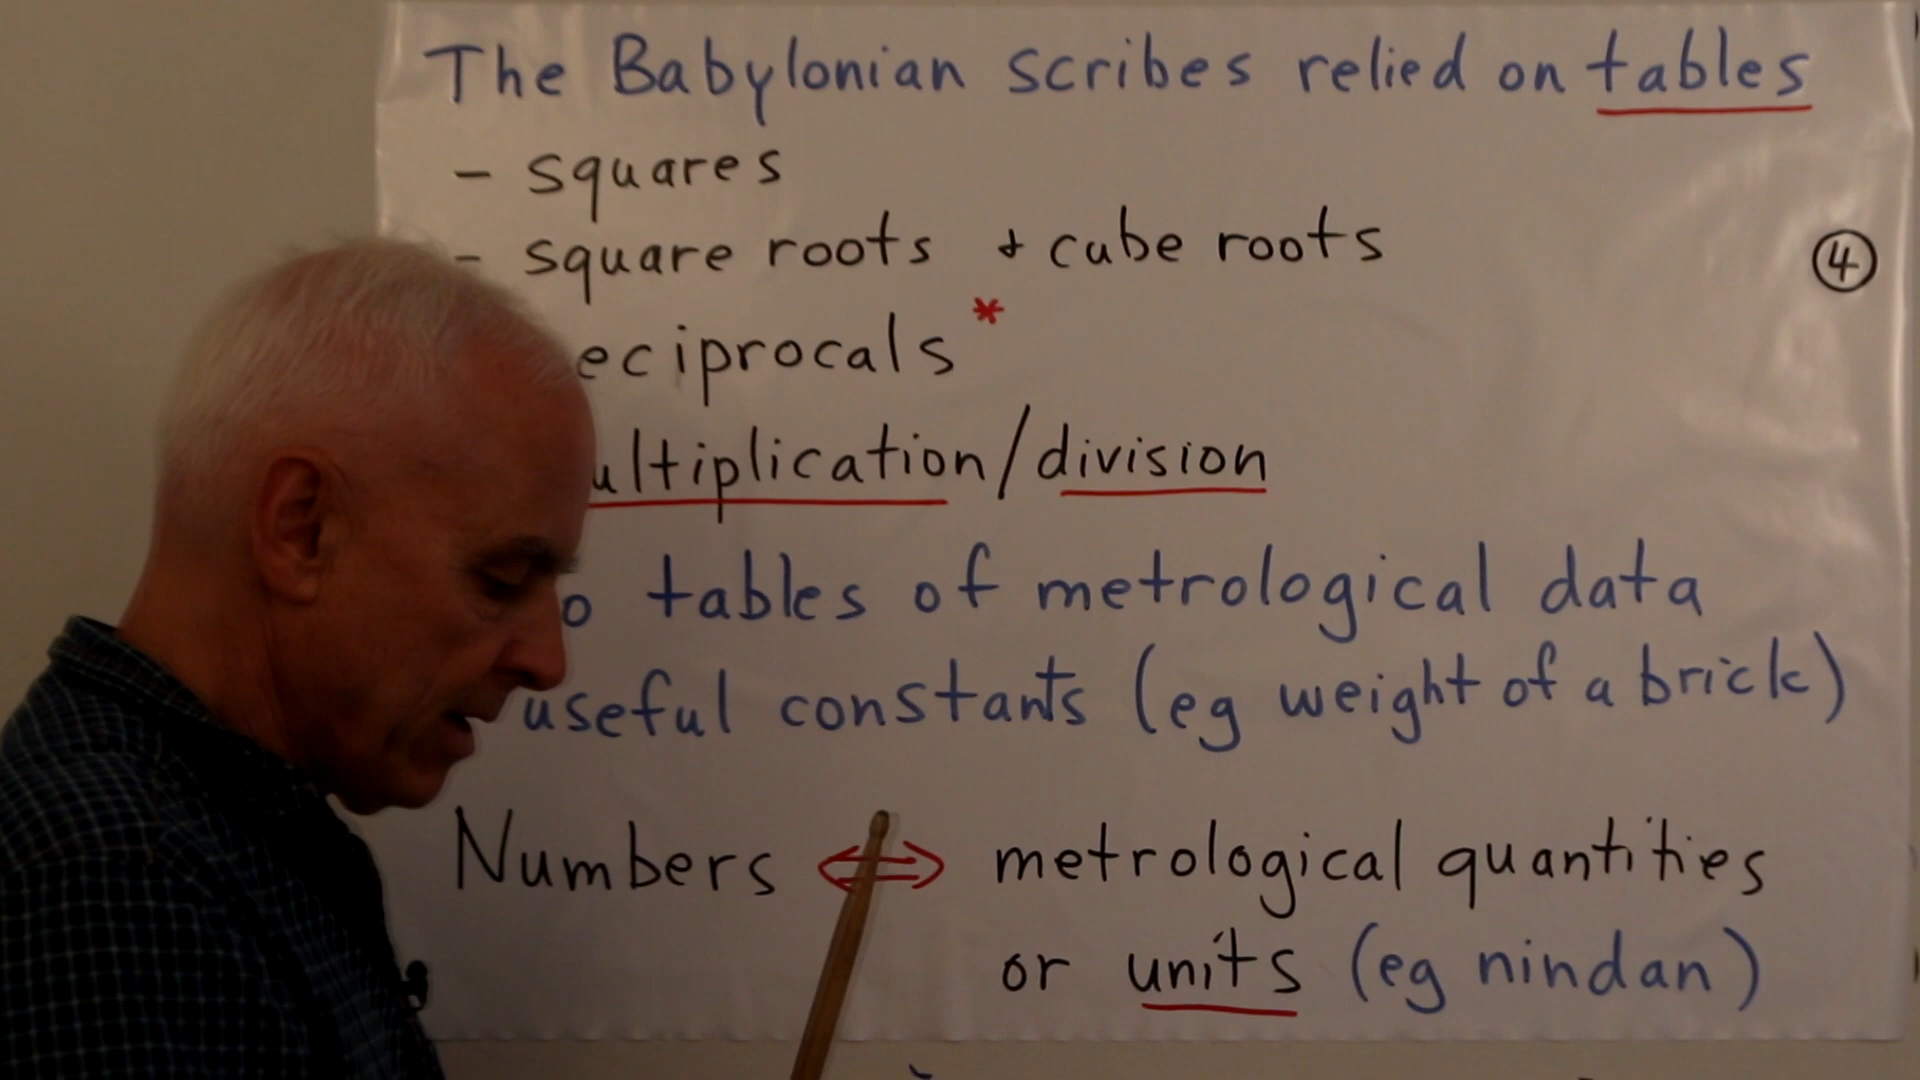 The Babylonian scribes relied on tables
- squares
- square roots + cube roots
④
eciprocals *
ultiplication/division
o tables of metrological data
useful constants (eg weight of a brick)
Numbers ⇔ metrological quantities
or units (eg nindan)